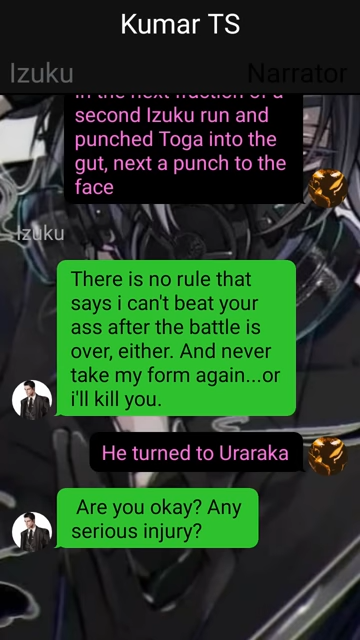 Kumar TS
Izuku
Narrator
in the next fraction of a
second Izuku run and
punched Toga into the
gut, next a punch to the
face
Izuku
There is no rule that
says i can't beat your
ass after the battle is
over, either. And never
take my form again...or
i'll kill you.
He turned to Uraraka
Are you okay? Any
serious injury?